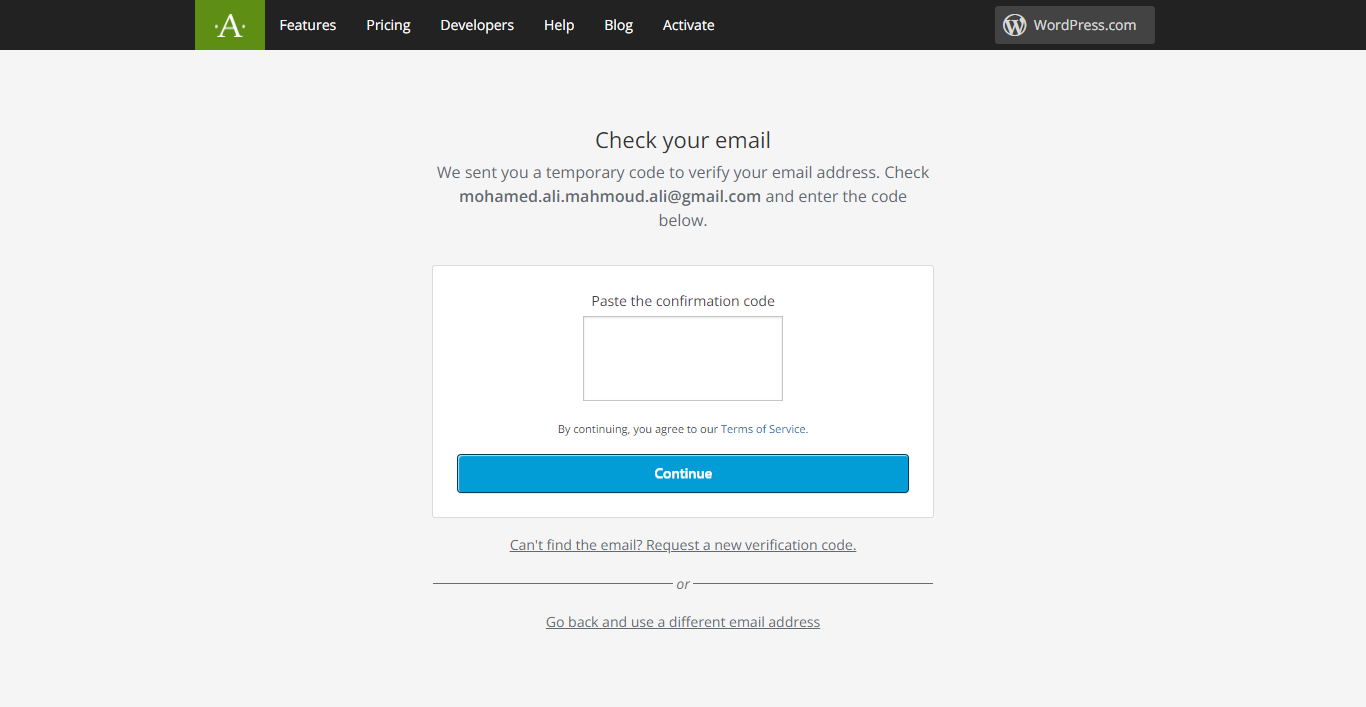 A Features Pricing Developers Help Blog Activate WordPress.com
Check your email
We sent you a temporary code to verify your email address. Check
mohamed.ali.mahmoud.ali@gmail.com and enter the code
below.
Paste the confirmation code
By continuing, you agree to our Terms of Service.
Continue
Can't find the email? Request a new verification code.
or
Go back and use a different email address